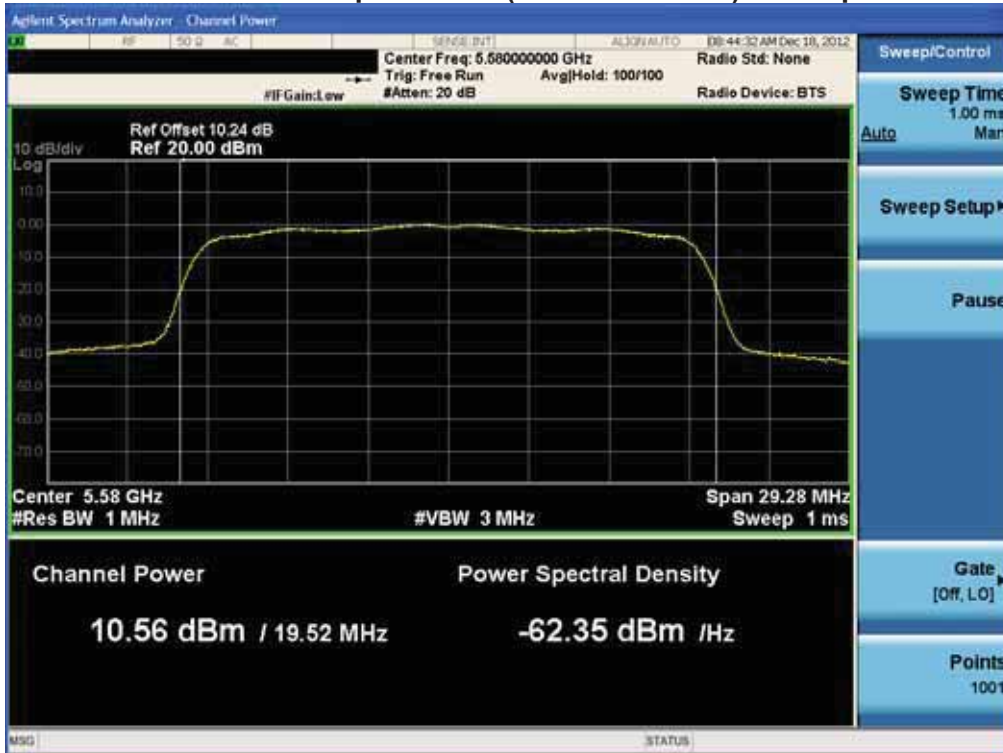 Agilent Spectrum Analyzer - Channel Power
RF 50 Ω AC SENSE:INT ALIGN AUTO 08:44:32 AM Dec 18, 2012
Center Freq: 5.580000000 GHz Radio Std: None
Trig: Free Run Avg|Hold: 100/100
#IFGain:Low #Atten: 20 dB Radio Device: BTS
Ref Offset 10.24 dB
10 dB/div Ref 20.00 dBm
Log
10.0
0.00
-10.0
-20.0
-30.0
-40.0
-50.0
-60.0
-70.0
Center 5.58 GHz Span 29.28 MHz
#Res BW 1 MHz #VBW 3 MHz Sweep 1 ms
Channel Power Power Spectral Density
10.56 dBm / 19.52 MHz -62.35 dBm /Hz
MSG STATUS
Sweep/Control
Sweep Time
1.00 ms
Auto Man
Sweep Setup
Pause
Gate
[Off, LO]
Points
1001